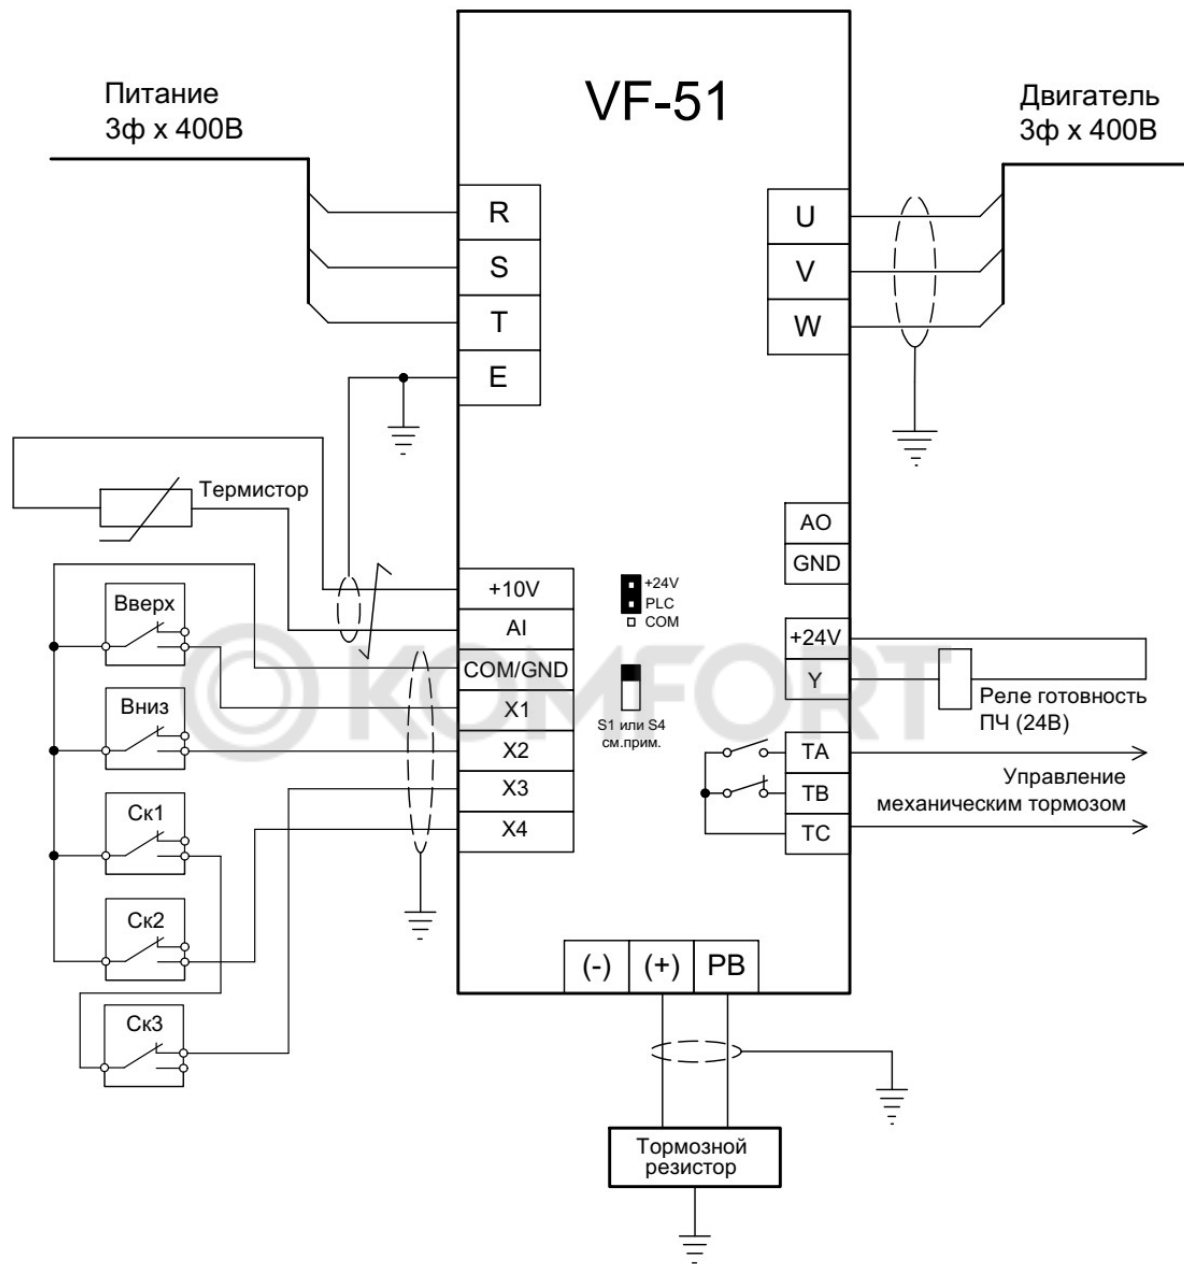 VF-51
Питание
3ф x 400В
Двигатель
3ф x 400В
R
S
T
E
U
V
W
Термистор
AO
GND
+10V
AI
COM/GND
X1
X2
X3
X4
+24V
PLC
COM
S1 или S4
см.прим.
+24V
Y
Реле готовность
ПЧ (24В)
TA
TB
TC
Управление
механическим тормозом
Вверх
Вниз
Ск1
Ск2
Ск3
(-)
(+)
PB
Тормозной
резистор
KOMFORT